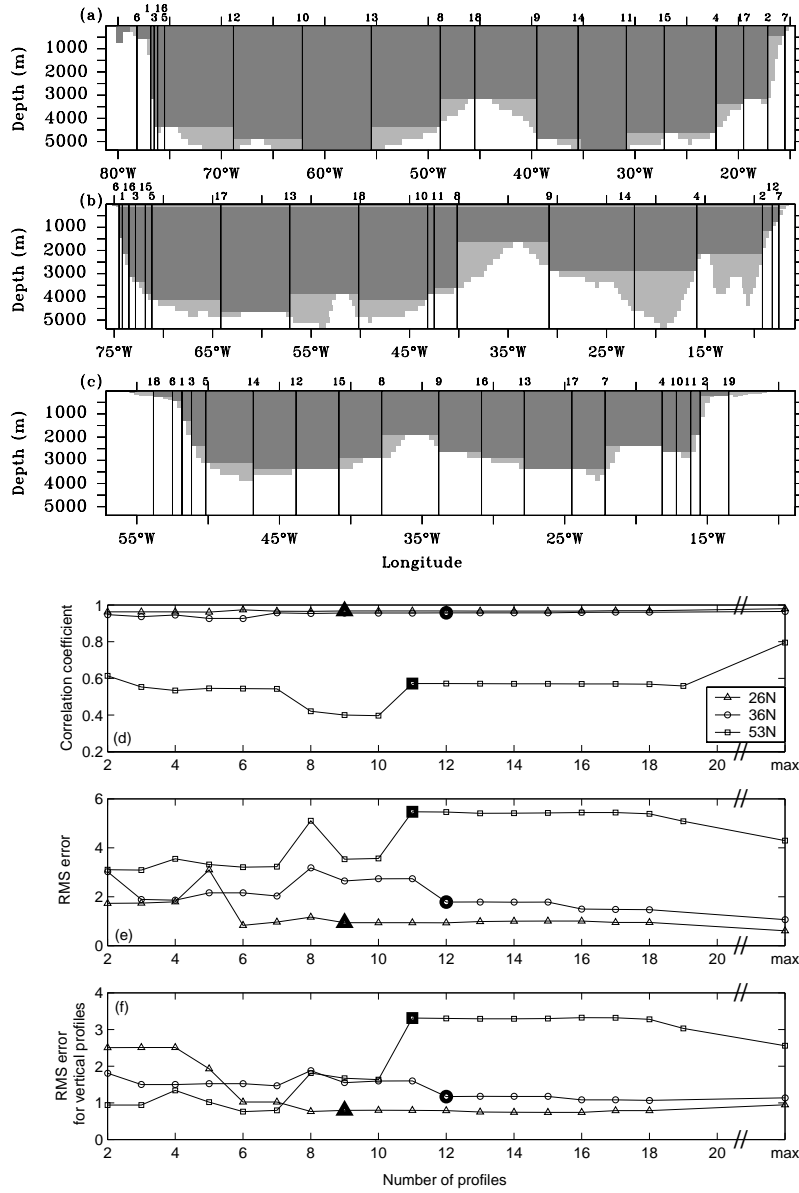 (a)
1 16
6 3 5 12 10 13 8 18 9 14 11 15 4 17 2 7
Depth (m)
1000
2000
3000
4000
5000
80°W 70°W 60°W 50°W 40°W 30°W 20°W
(b)
6 16 15 12
1 3 5 17 13 18 10 11 8 9 14 4 2 7
Depth (m)
1000
2000
3000
4000
5000
75°W 65°W 55°W 45°W 35°W 25°W 15°W
(c)
18 6 1 3 5 14 12 15 8 9 16 13 17 7 4 10 11 2 19
Depth (m)
1000
2000
3000
4000
5000
55°W 45°W 35°W 25°W 15°W
Longitude
Correlation coefficient
1
0.8
0.6
0.4
0.2
(d)
26N
36N
53N
2 4 6 8 10 12 14 16 18 20 max
RMS error
6
4
2
0
(e)
2 4 6 8 10 12 14 16 18 20 max
RMS error
for vertical profiles
4
3
2
1
0
(f)
2 4 6 8 10 12 14 16 18 20 max
Number of profiles